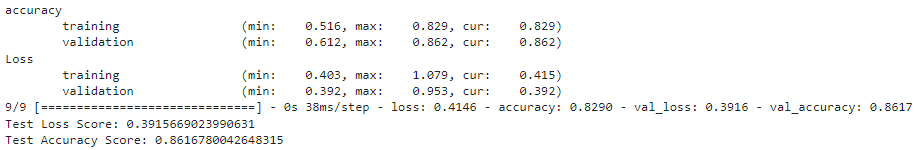 accuracy
training (min: 0.516, max: 0.829, cur: 0.829)
validation (min: 0.612, max: 0.862, cur: 0.862)
Loss
training (min: 0.403, max: 1.079, cur: 0.415)
validation (min: 0.392, max: 0.953, cur: 0.392)
9/9 [==============================] - 0s 38ms/step - loss: 0.4146 - accuracy: 0.8290 - val_loss: 0.3916 - val_accuracy: 0.8617
Test Loss Score: 0.3915669023990631
Test Accuracy Score: 0.8616780042648315